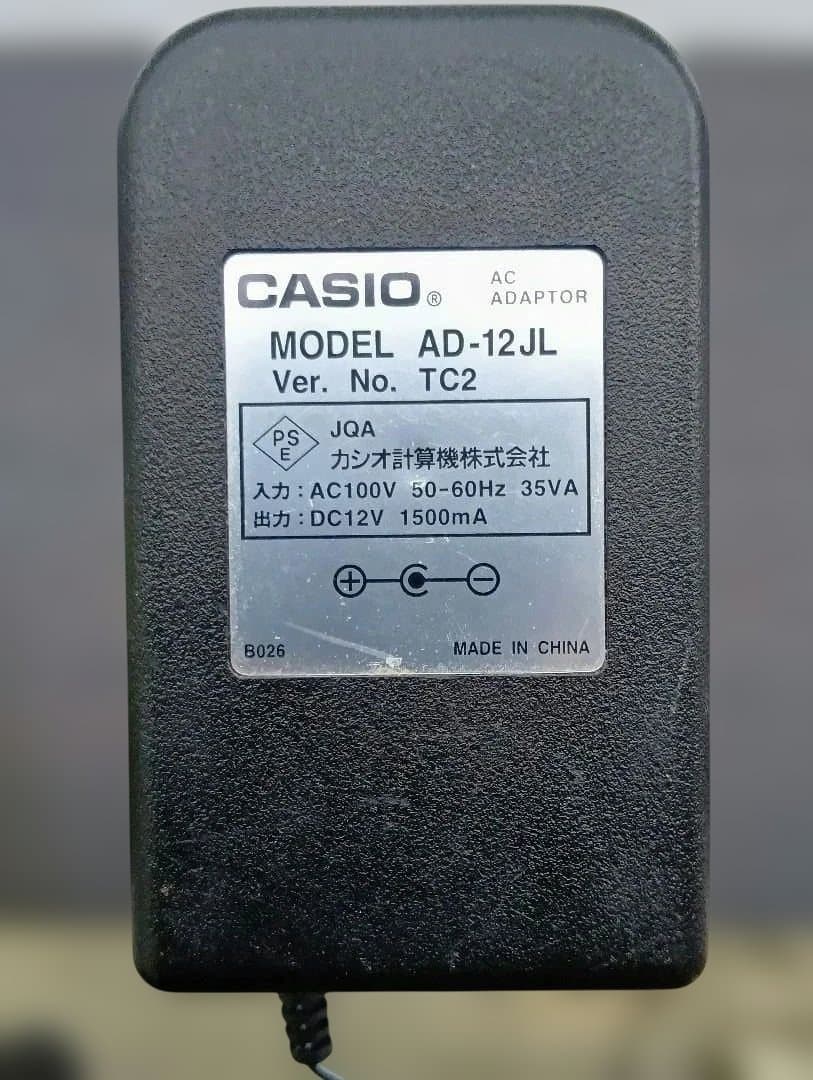 CASIO® AC
ADAPTOR
MODEL AD-12JL
Ver. No. TC2
PS
E
JQA
カシオ計算機株式会社
入力：AC100V 50-60Hz 35VA
出力：DC12V 1500mA
B026 MADE IN CHINA